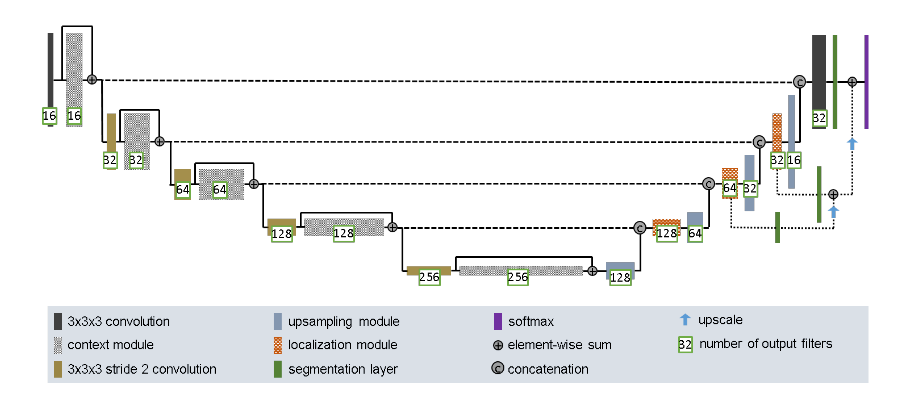 C
16 16 32
C
32 32 32 16
C
64 64 64 32
C
128 128 128 64
256 256 128
3x3x3 convolution upsampling module softmax upscale
context module localization module + element-wise sum 32 number of output filters
3x3x3 stride 2 convolution segmentation layer C concatenation